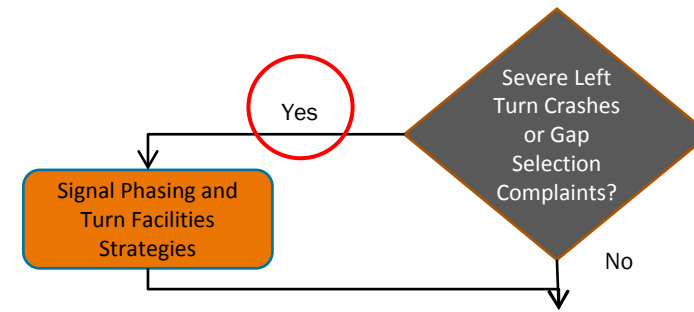 Severe Left
Turn Crashes
or Gap
Selection
Complaints?
Yes
Signal Phasing and
Turn Facilities
Strategies
No